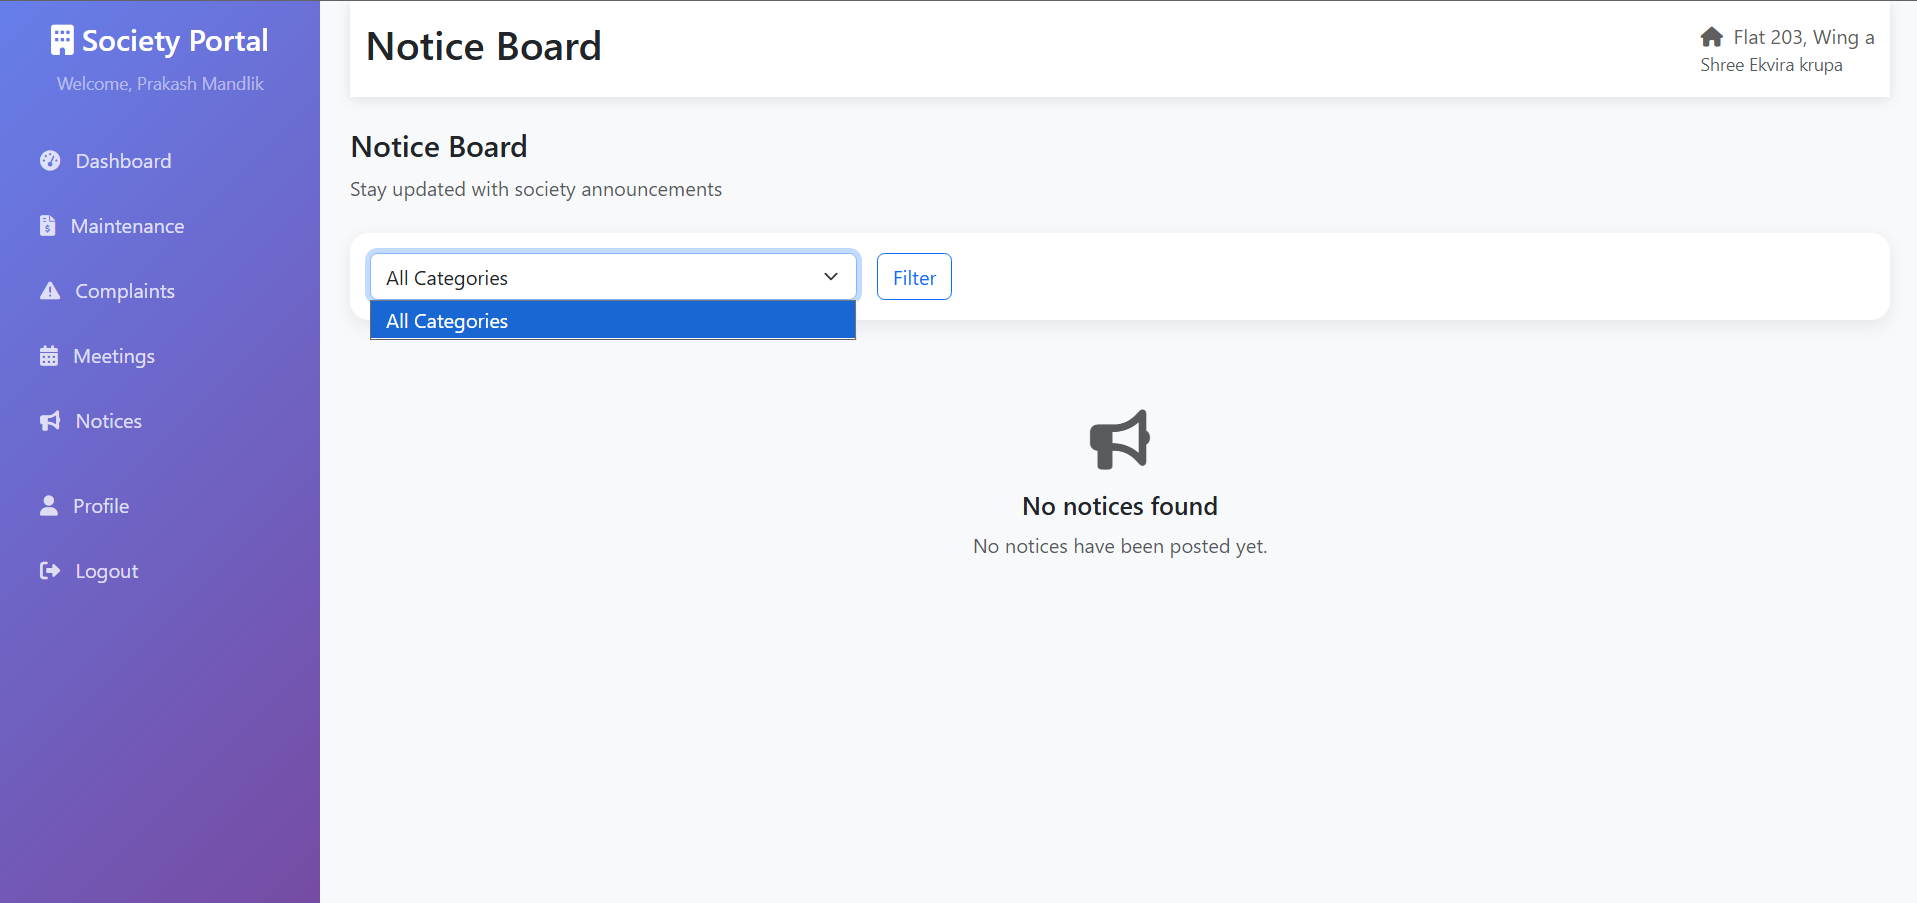 Society Portal
Welcome, Prakash Mandlik
Dashboard
Maintenance
Complaints
Meetings
Notices
Profile
Logout
Notice Board
Flat 203, Wing a
Shree Ekvira krupa
Notice Board
Stay updated with society announcements
All Categories
Filter
All Categories
No notices found
No notices have been posted yet.